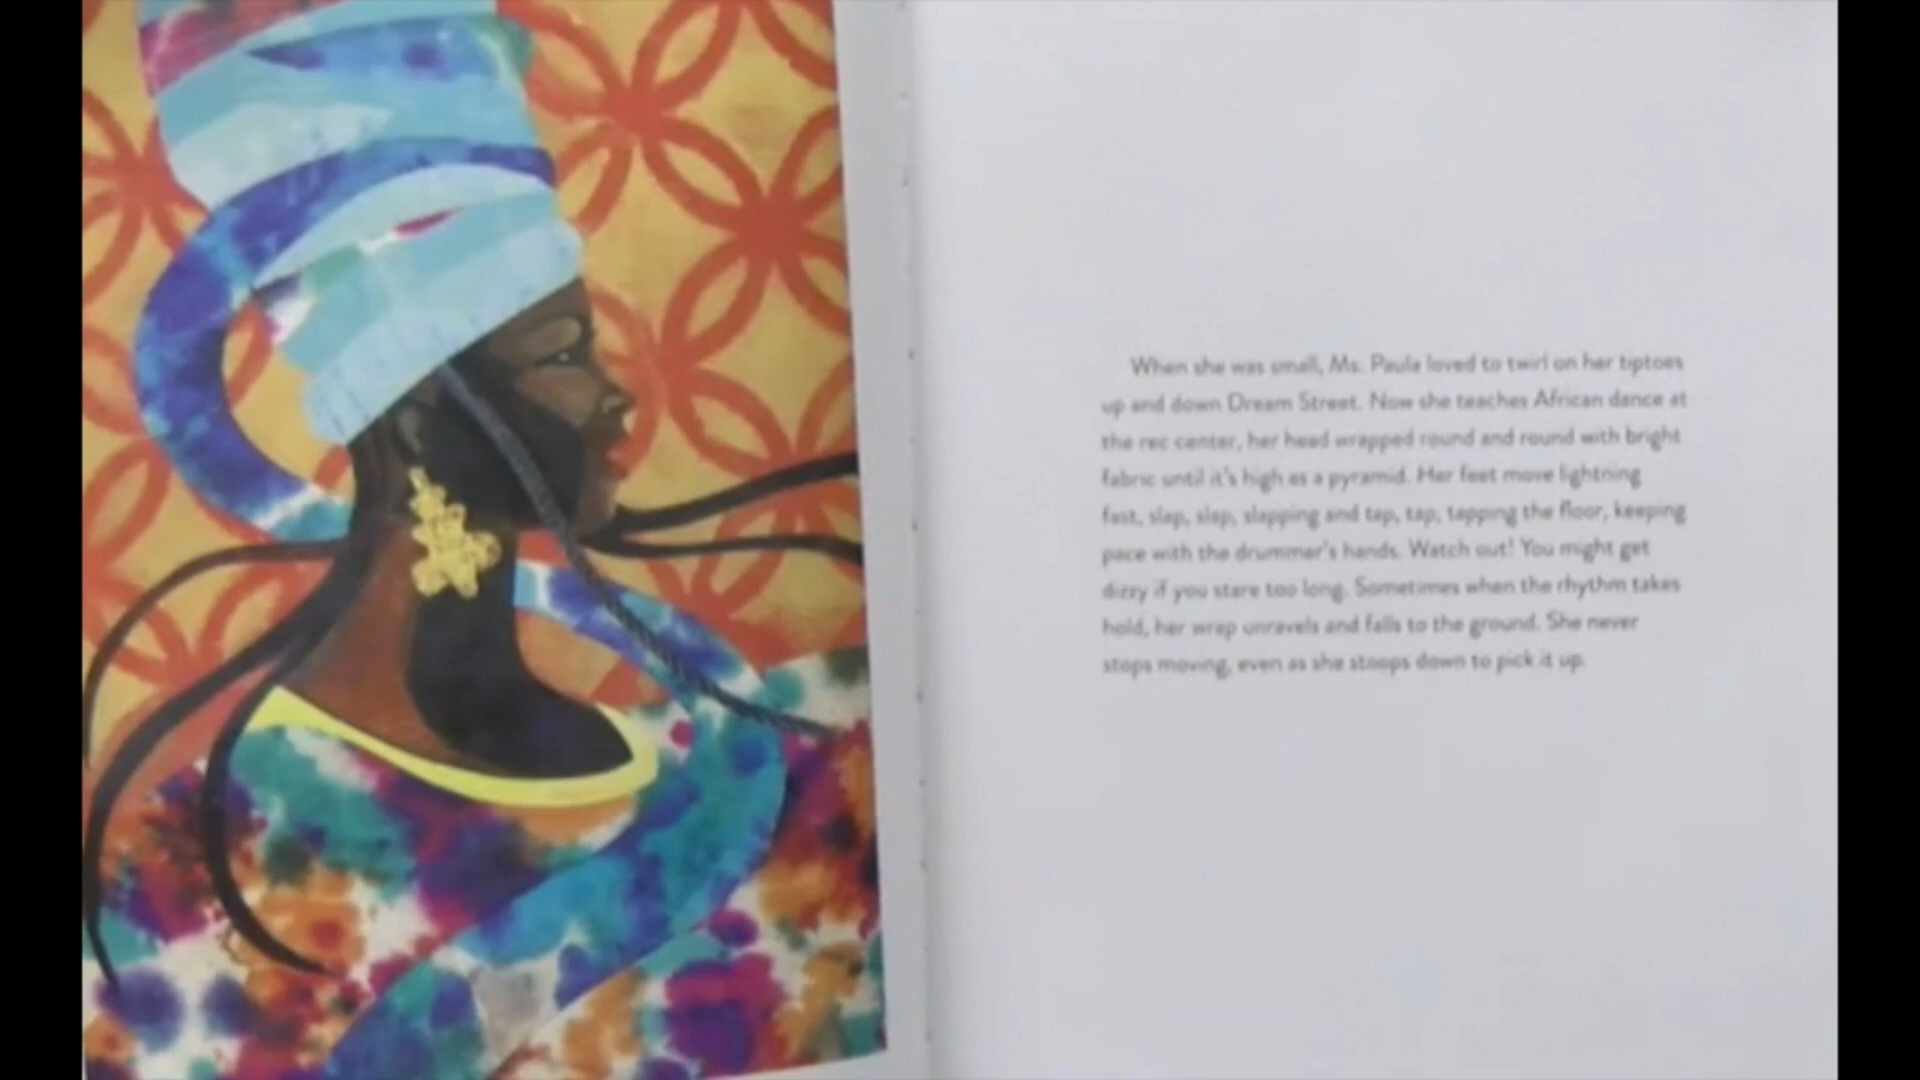 When she was small, Ms. Paula loved to twirl on her tiptoes
up and down Dream Street. Now she teaches African dance at
the rec center, her head wrapped round and round with bright
fabric until it's high as a pyramid. Her feet move lightning
fast, slap, slap, slapping and tap, tap, tapping the floor, keeping
pace with the drummer's hands. Watch out! You might get
dizzy if you stare too long. Sometimes when the rhythm takes
hold, her wrap unravels and falls to the ground. She never
stops moving, even as she stoops down to pick it up.